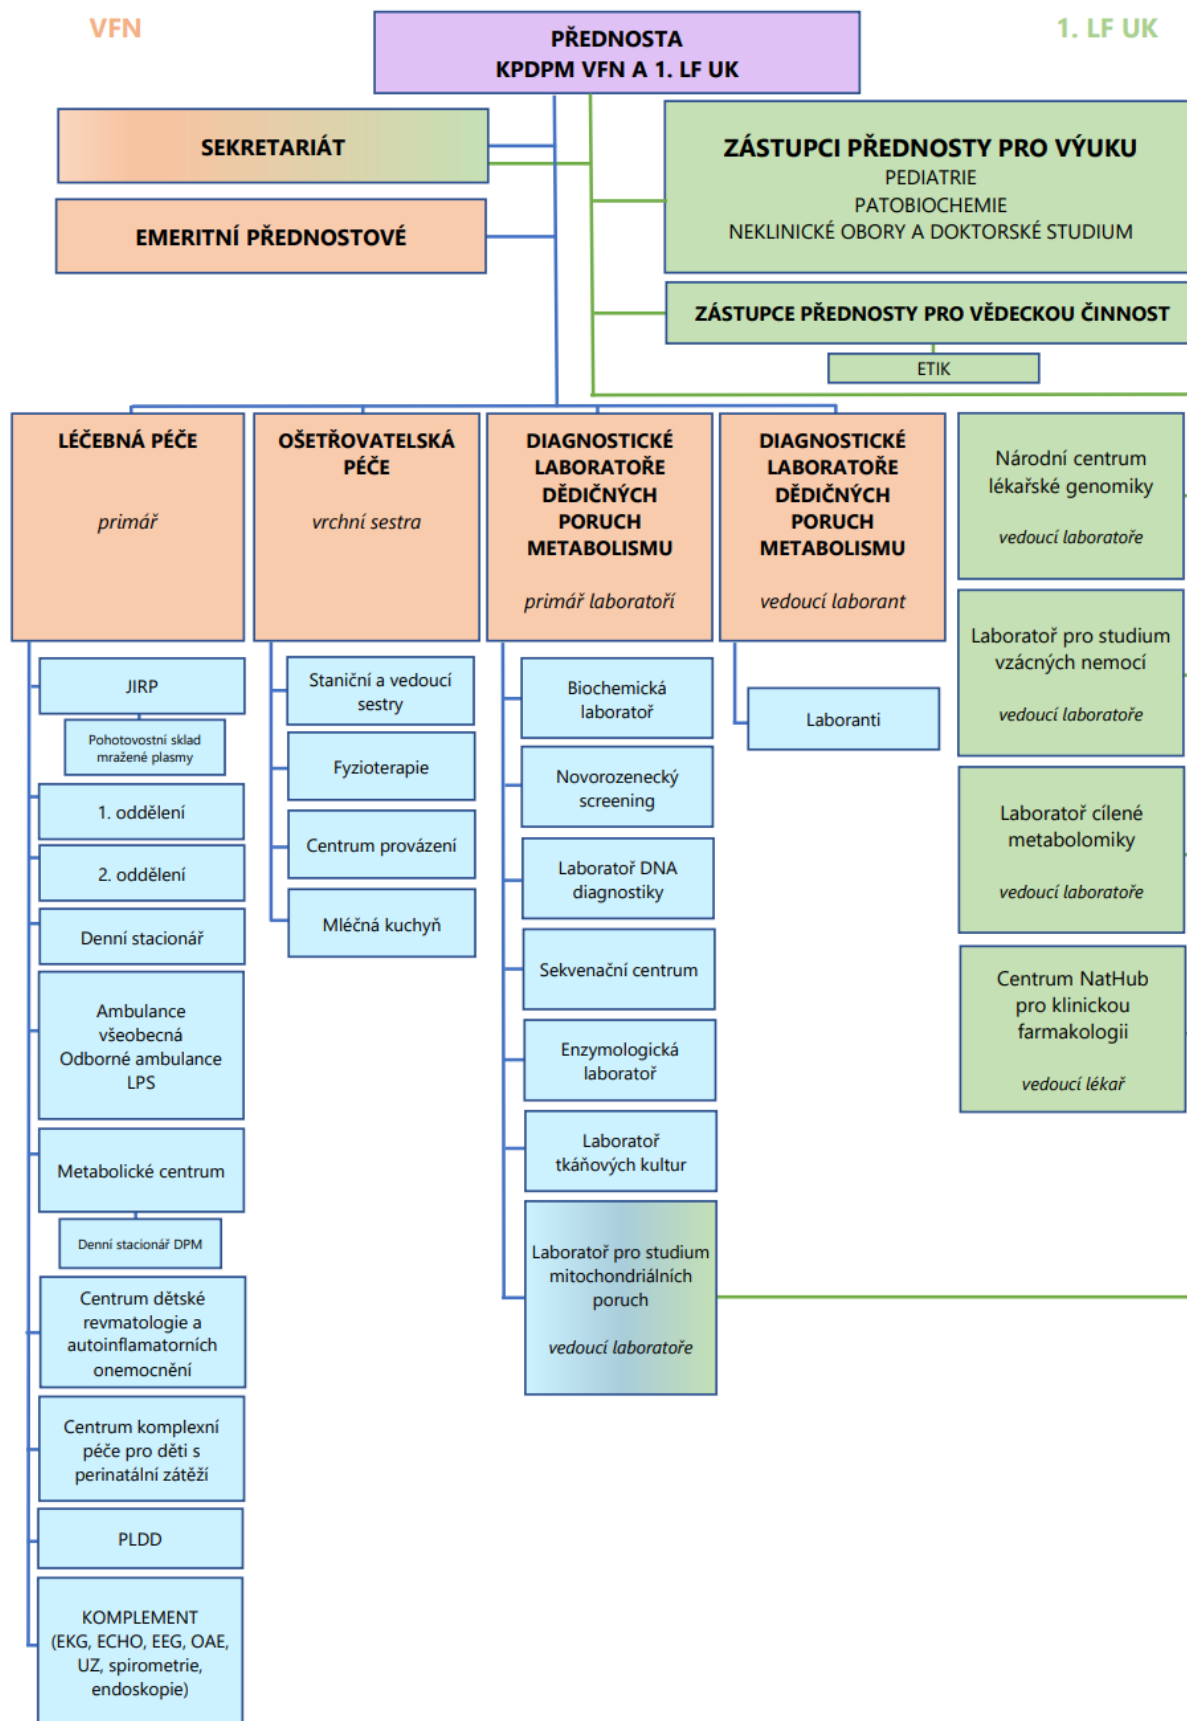 VFN
1. LF UK
PŘEDNOSTA
KPDPM VFN A 1. LF UK
SEKRETARIÁT
EMERITNÍ PŘEDNOSTOVÉ
ZÁSTUPCI PŘEDNOSTY PRO VÝUKU
PEDIATRIE
PATOBIOCHEMIE
NEKLINICKÉ OBORY A DOKTORSKÉ STUDIUM
ZÁSTUPCE PŘEDNOSTY PRO VĚDECKOU ČINNOST
ETIK
LÉČEBNÁ PÉČE
primář
OŠETŘOVATELSKÁ
PÉČE
vrchní sestra
DIAGNOSTICKÉ
LABORATOŘE
DĚDIČNÝCH
PORUCH
METABOLISMU
primář laboratoří
DIAGNOSTICKÉ
LABORATOŘE
DĚDIČNÝCH
PORUCH
METABOLISMU
vedoucí laborant
JIRP
Pohotovostní sklad
mražené plasmy
1. oddělení
2. oddělení
Denní stacionář
Ambulance
všeobecná
Odborné ambulance
LPS
Metabolické centrum
Denní stacionář DPM
Centrum dětské
revmatologie a
autoinflamatorních
onemocnění
Centrum komplexní
péče pro děti s
perinatální zátěží
PLDD
KOMPLEMENT
(EKG, ECHO, EEG, OAE,
UZ, spirometrie,
endoskopie)
Staniční a vedoucí
sestry
Fyzioterapie
Centrum provázení
Mléčná kuchyň
Biochemická
laboratoř
Novorozenecký
screening
Laboratoř DNA
diagnostiky
Sekvenační centrum
Enzymologická
laboratoř
Laboratoř
tkáňových kultur
Laboratoř pro studium
mitochondriálních
poruch
vedoucí laboratoře
Laboranti
Národní centrum
lékařské genomiky
vedoucí laboratoře
Laboratoř pro studium
vzácných nemocí
vedoucí laboratoře
Laboratoř cílené
metabolomiky
vedoucí laboratoře
Centrum NatHub
pro klinickou
farmakologii
vedoucí lékař